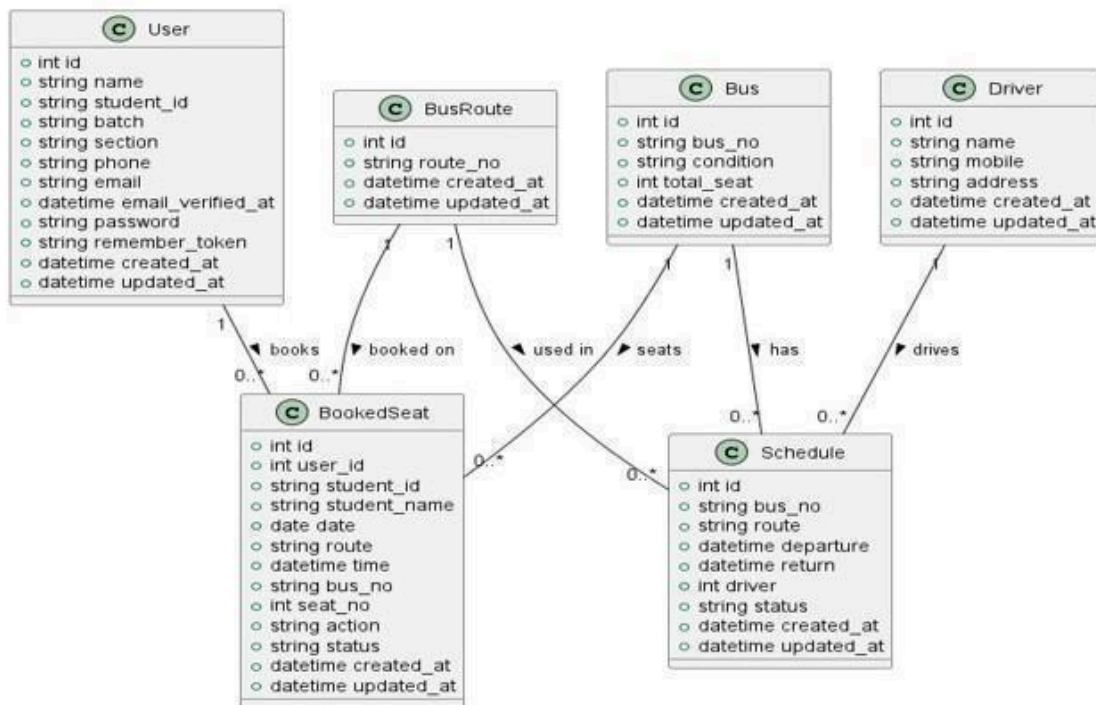 C User
int id
string name
string student_id
string batch
string section
string phone
string email
datetime email_verified_at
string password
string remember_token
datetime created_at
datetime updated_at
C BusRoute
int id
string route_no
datetime created_at
datetime updated_at
C Bus
int id
string bus_no
string condition
int total_seat
datetime created_at
datetime updated_at
C Driver
int id
string name
string mobile
string address
datetime created_at
datetime updated_at
1
1
1
1
1
1
books
booked on
used in
seats
has
drives
0..*
0..*
0..*
0..*
0..*
0..*
C BookedSeat
int id
int user_id
string student_id
string student_name
date date
string route
datetime time
string bus_no
int seat_no
string action
string status
datetime created_at
datetime updated_at
C Schedule
int id
string bus_no
string route
datetime departure
datetime return
int driver
string status
datetime created_at
datetime updated_at